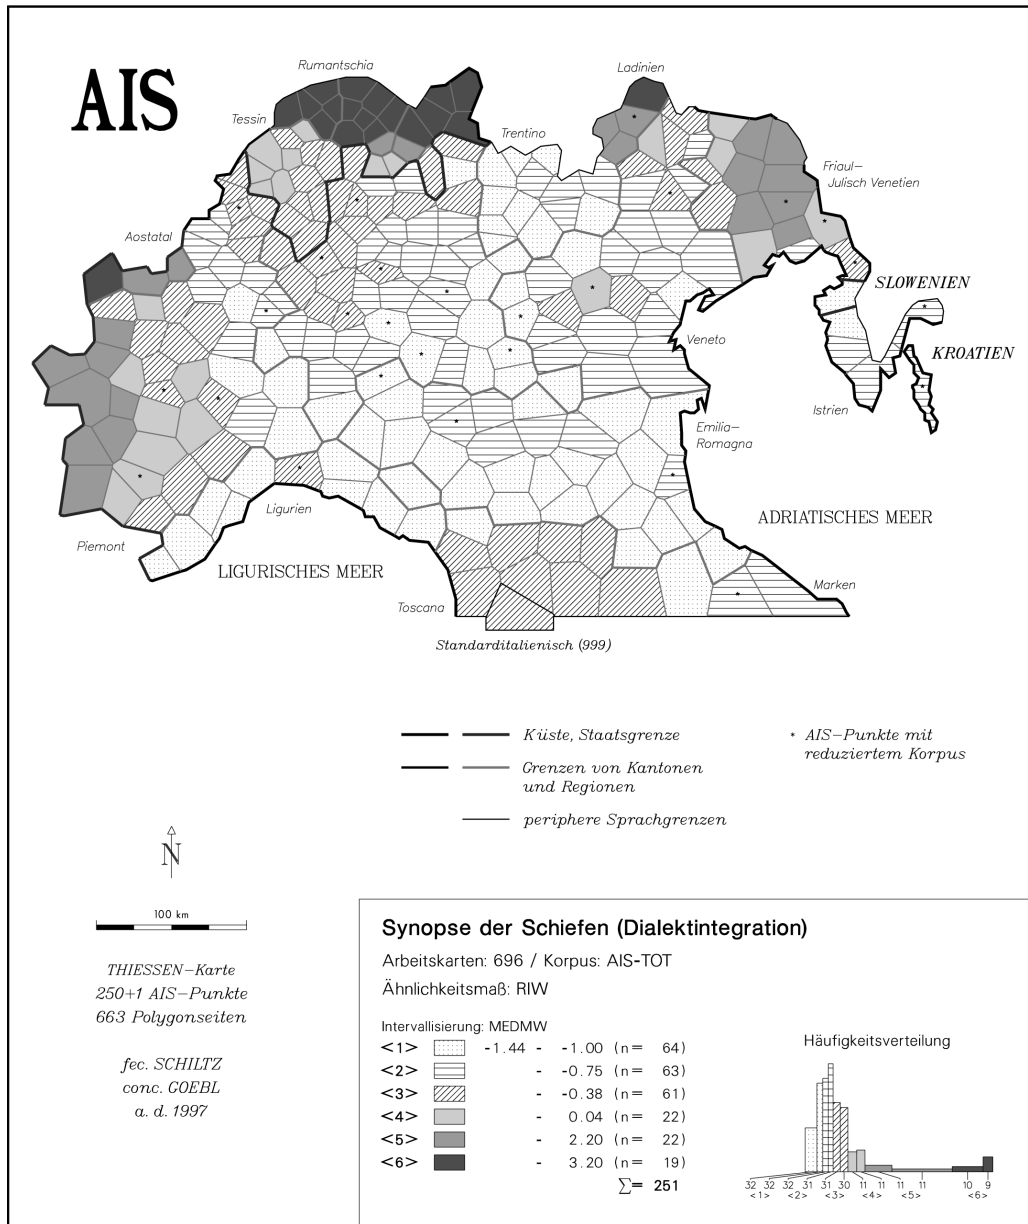 AIS
Rumantschia
Ladinien
Tessin
Trentino
Friaul–
Julisch Venetien
Aostatal
SLOWENIEN
Veneto
KROATIEN
Istrien
Emilia–
Romagna
Ligurien
ADRIATISCHES MEER
Piemont
LIGURISCHES MEER
Marken
Toscana
Standarditalienisch (999)
Küste, Staatsgrenze
* AIS–Punkte mit
reduziertem Korpus
Grenzen von Kantonen
und Regionen
periphere Sprachgrenzen
N
100 km
THIESSEN–Karte
250+1 AIS–Punkte
663 Polygonseiten
fec. SCHILTZ
conc. GOEBL
a. d. 1997
Synopse der Schiefen (Dialektintegration)
Arbeitskarten: 696 / Korpus: AIS-TOT
Ähnlichkeitsmaß: RIW
Intervallisierung: MEDMW
<1> -1.44 - -1.00 (n= 64)
<2> - -0.75 (n= 63)
<3> - -0.38 (n= 61)
<4> - 0.04 (n= 22)
<5> - 2.20 (n= 22)
<6> - 3.20 (n= 19)
∑= 251
Häufigkeitsverteilung
32 32 32 31 31 30 11 11 11 11 10 9
<1> <2> <3> <4> <5> <6>